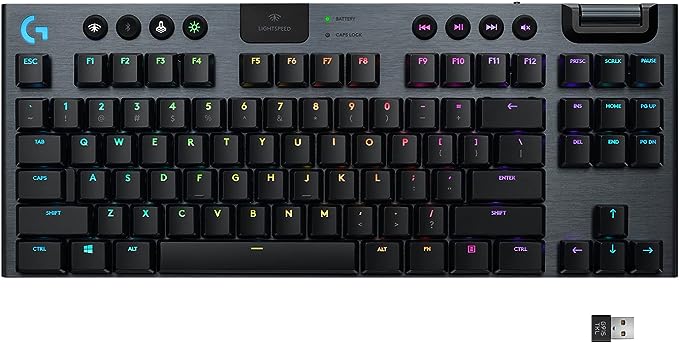 LIGHTSPEED
BATTERY
CAPS LOCK
ESC F1 F2 F3 F4 F5 F6 F7 F8 F9 F10 F11 F12 PRTSC SCRLK PAUSE
~ ! @ # $ % ^ & * ( ) _ +
` 1 2 3 4 5 6 7 8 9 0 - = INS HOME PG UP
TAB Q W E R T Y U I O P { [ } ] | \ DEL END PG DN
CAPS A S D F G H J K L : ; " ' ENTER
SHIFT Z X C V B N M < , > . ? / SHIFT
CTRL ALT ALT FN CTRL
G915
TKL